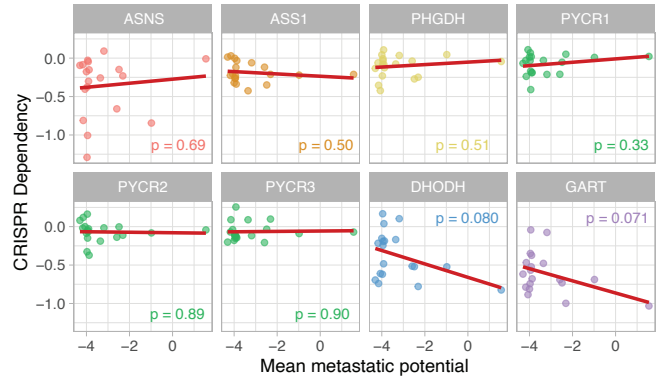 ASNS ASS1 PHGDH PYCR1
0.0
−0.5
−1.0
p = 0.69 p = 0.50 p = 0.51 p = 0.33
CRISPR Dependency
PYCR2 PYCR3 DHODH GART
0.0
−0.5
−1.0
p = 0.89 p = 0.90 p = 0.080 p = 0.071
−4 −2 0 −4 −2 0 −4 −2 0 −4 −2 0
Mean metastatic potential